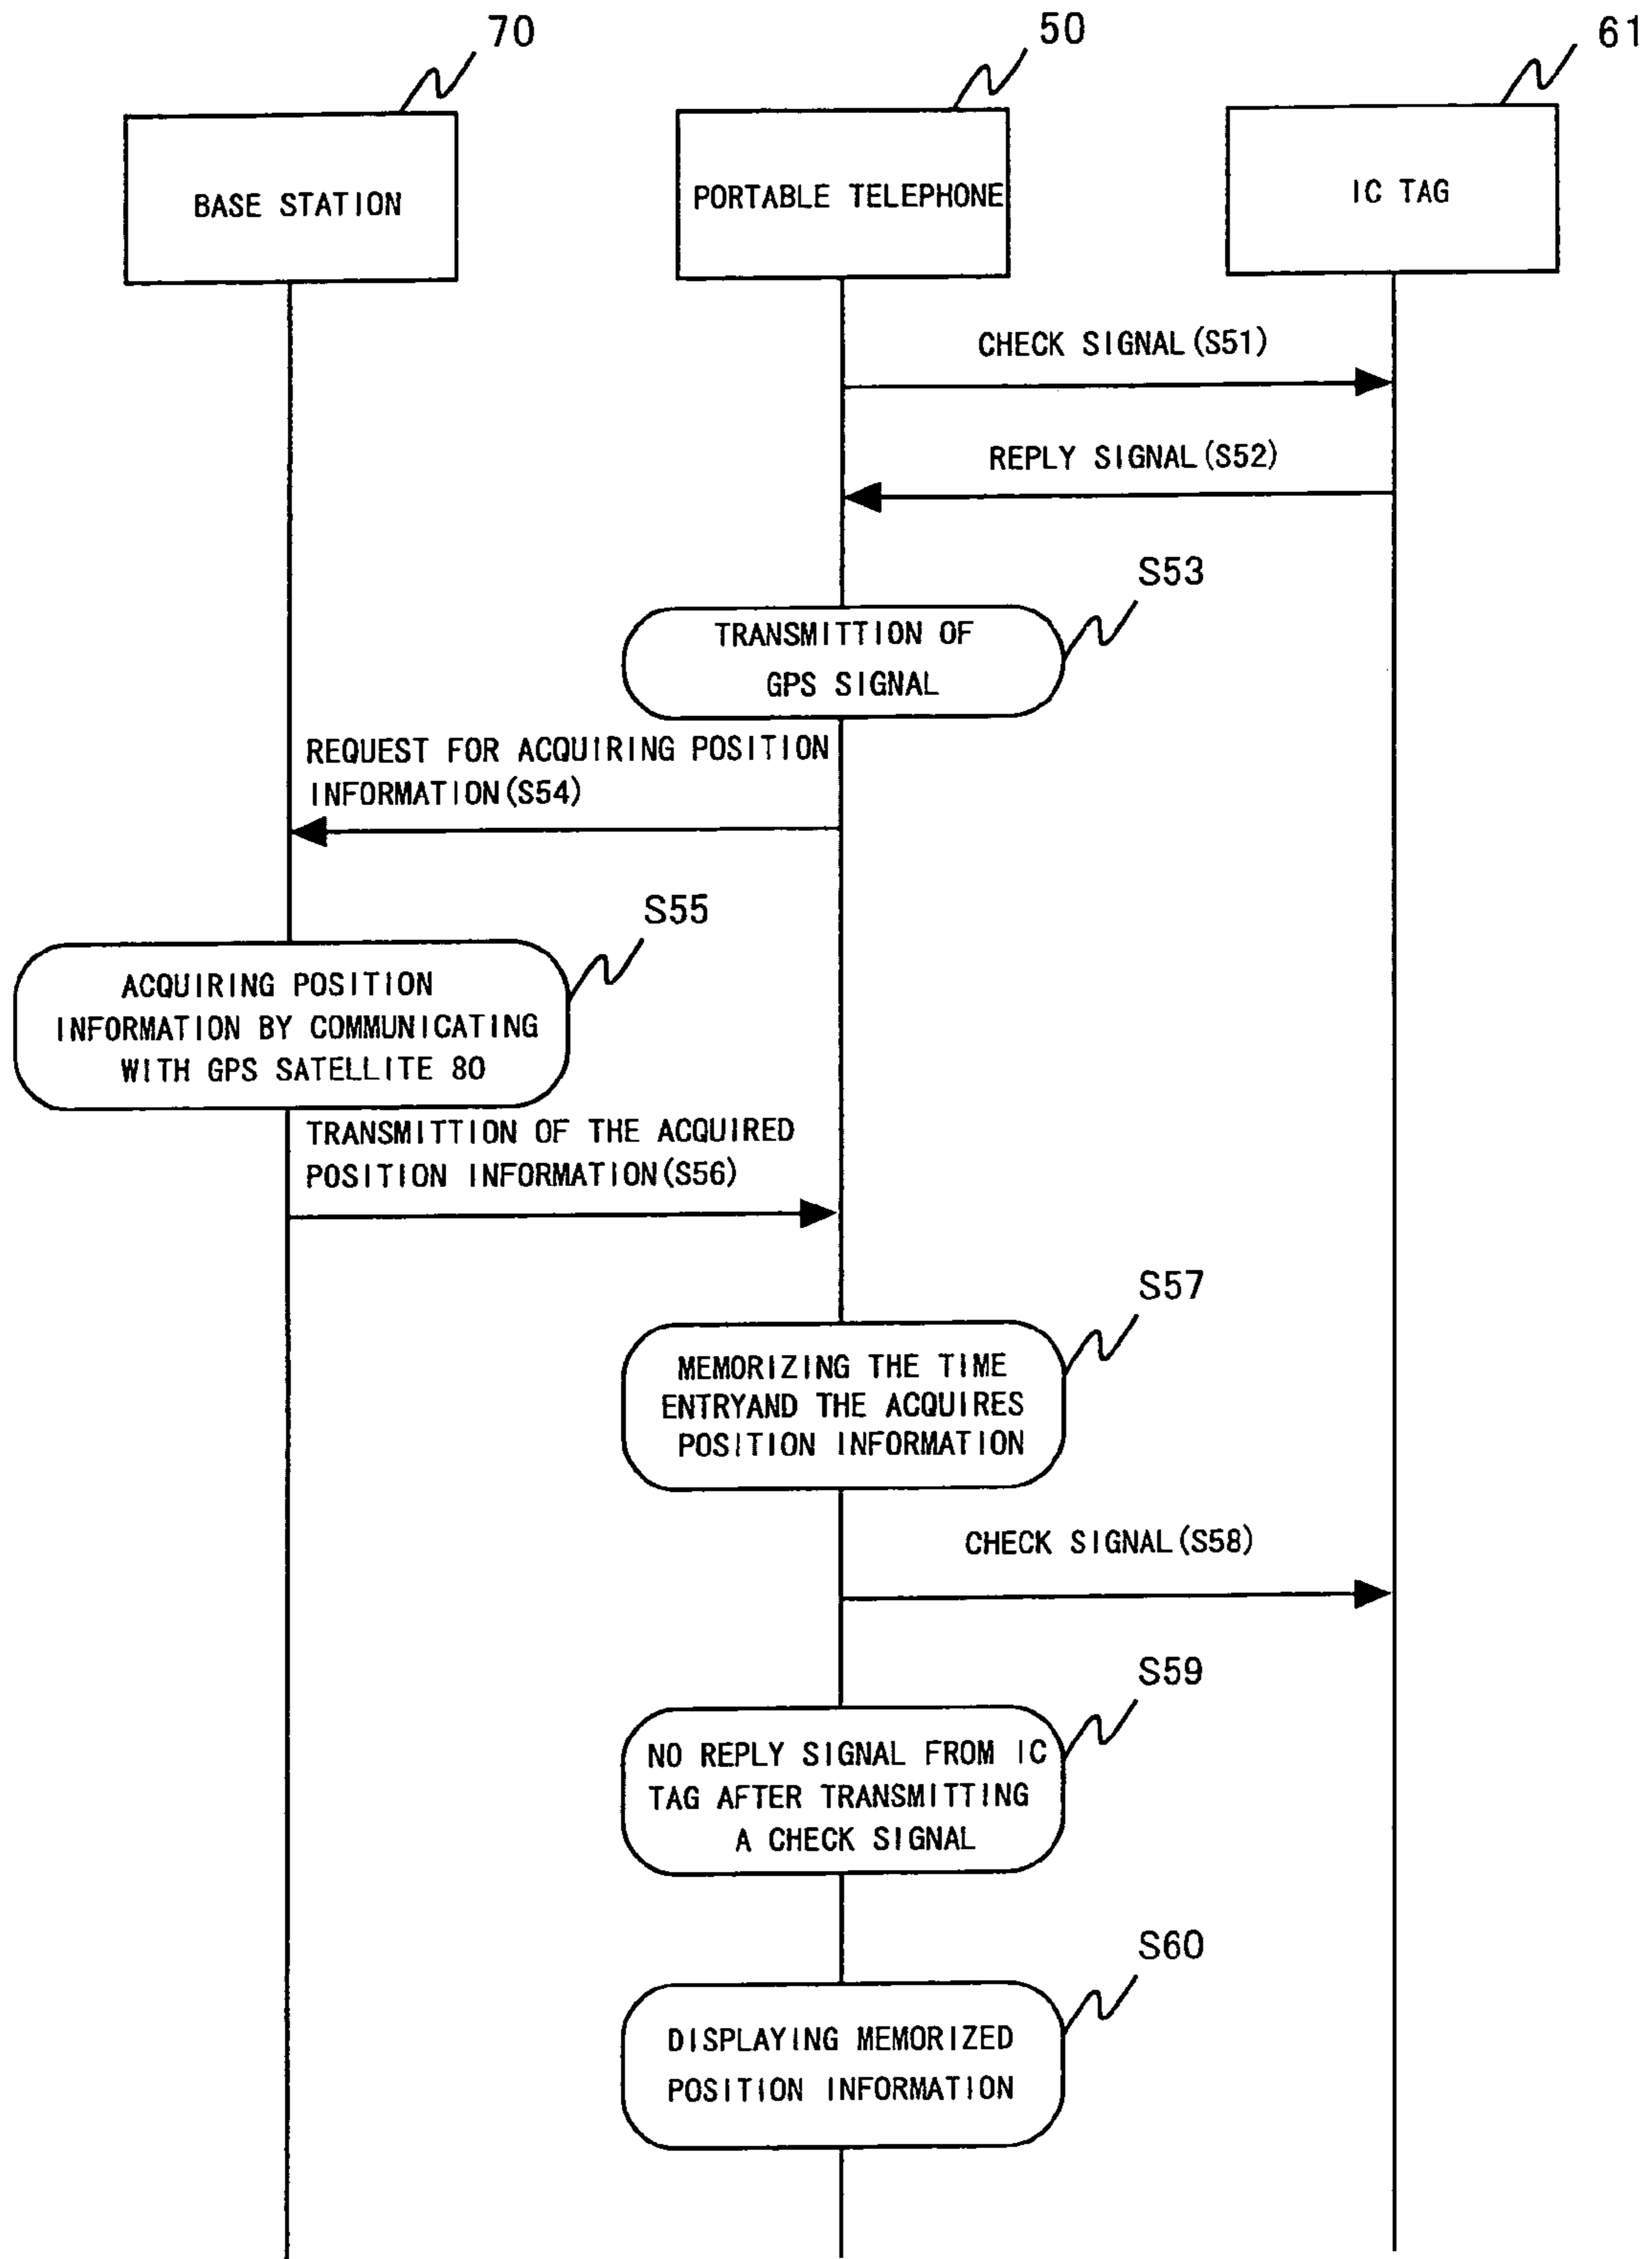 70
50
61
BASE STATION
PORTABLE TELEPHONE
IC TAG
CHECK SIGNAL(S51)
REPLY SIGNAL(S52)
S53
TRANSMITTION OF
GPS SIGNAL
REQUEST FOR ACQUIRING POSITION
INFORMATION(S54)
S55
ACQUIRING POSITION
INFORMATION BY COMMUNICATING
WITH GPS SATELLITE 80
TRANSMITTION OF THE ACQUIRED
POSITION INFORMATION(S56)
S57
MEMORIZING THE TIME
ENTRYAND THE ACQUIRES
POSITION INFORMATION
CHECK SIGNAL(S58)
S59
NO REPLY SIGNAL FROM IC
TAG AFTER TRANSMITTING
A CHECK SIGNAL
S60
DISPLAYING MEMORIZED
POSITION INFORMATION